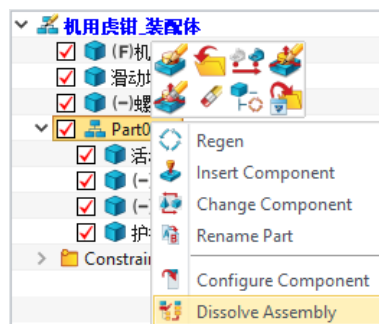 机用虎钳_装配体
(F)机
滑动
(-)螺
Part0
Regen
活
Insert Component
(-)
Change Component
(-)
Rename Part
护
Constrai
Configure Component
Dissolve Assembly